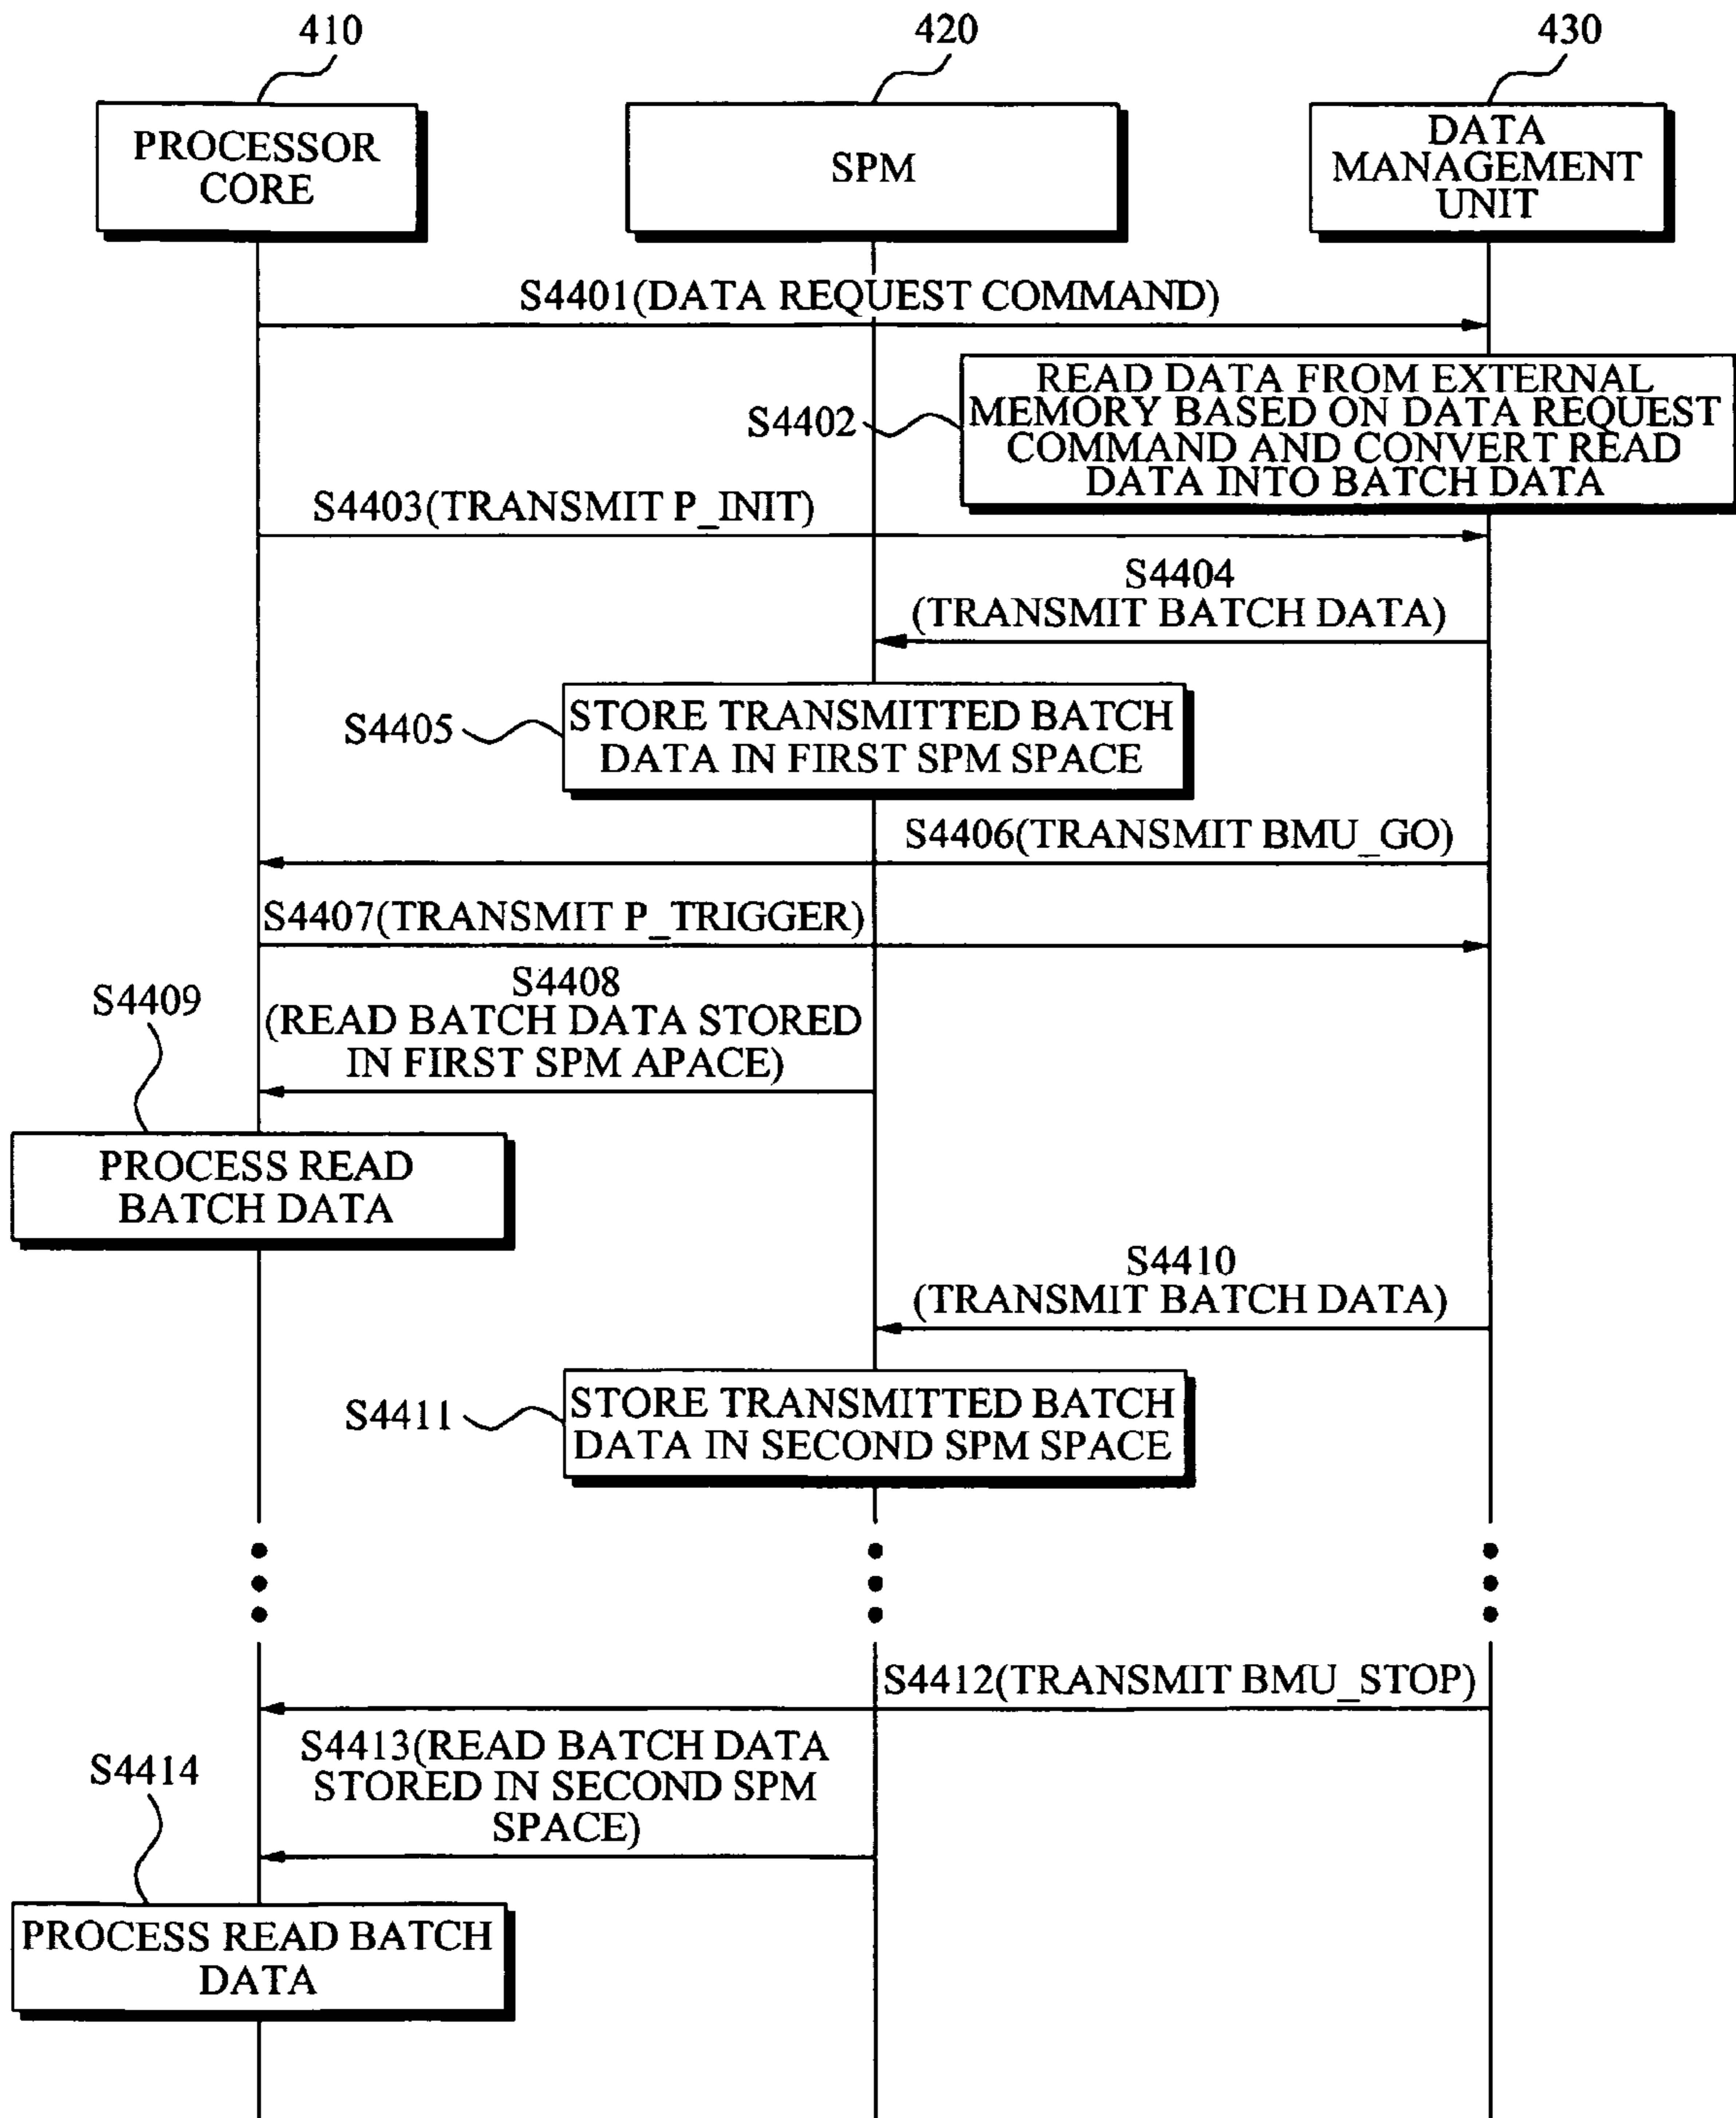 410
420
430
PROCESSOR
CORE
SPM
DATA
MANAGEMENT
UNIT
S4401(DATA REQUEST COMMAND)
S4402
READ DATA FROM EXTERNAL
MEMORY BASED ON DATA REQUEST
COMMAND AND CONVERT READ
DATA INTO BATCH DATA
S4403(TRANSMIT P_INIT)
S4404
(TRANSMIT BATCH DATA)
S4405
STORE TRANSMITTED BATCH
DATA IN FIRST SPM SPACE
S4406(TRANSMIT BMU_GO)
S4407(TRANSMIT P_TRIGGER)
S4408
(READ BATCH DATA STORED
IN FIRST SPM APACE)
S4409
PROCESS READ
BATCH DATA
S4410
(TRANSMIT BATCH DATA)
S4411
STORE TRANSMITTED BATCH
DATA IN SECOND SPM SPACE
S4412(TRANSMIT BMU_STOP)
S4413(READ BATCH DATA
STORED IN SECOND SPM
SPACE)
S4414
PROCESS READ BATCH
DATA